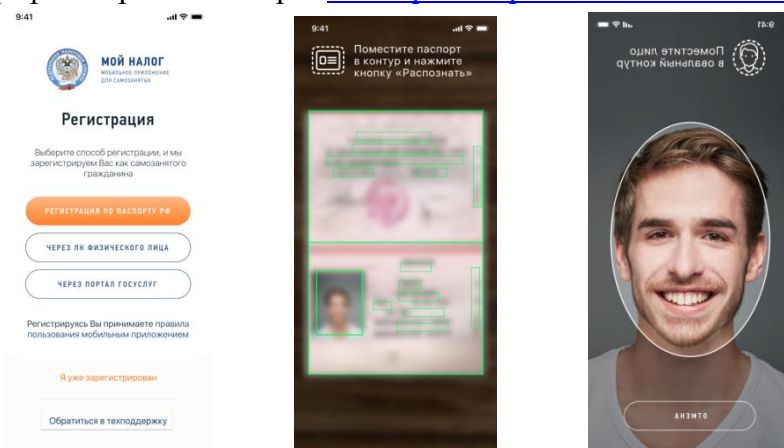 9:41
МОЙ НАЛОГ
МОБИЛЬНОЕ ПРИЛОЖЕНИЕ
ДЛЯ САМОЗАНЯТЫХ
Регистрация
Выберите способ регистрации, и мы
зарегистрируем Вас как самозанятого
гражданина
РЕГИСТРАЦИЯ ПО ПАСПОРТУ РФ
ЧЕРЕЗ ЛК ФИЗИЧЕСКОГО ЛИЦА
ЧЕРЕЗ ПОРТАЛ ГОСУСЛУГ
Регистрируясь Вы принимаете правила
пользования мобильным приложением
Я уже зарегистрирован
Обратиться в техподдержку
9:41
Поместите паспорт
в контур и нажмите
кнопку «Распознать»
9:41
Поместите лицо
в овальный контур
ОТМЕНА